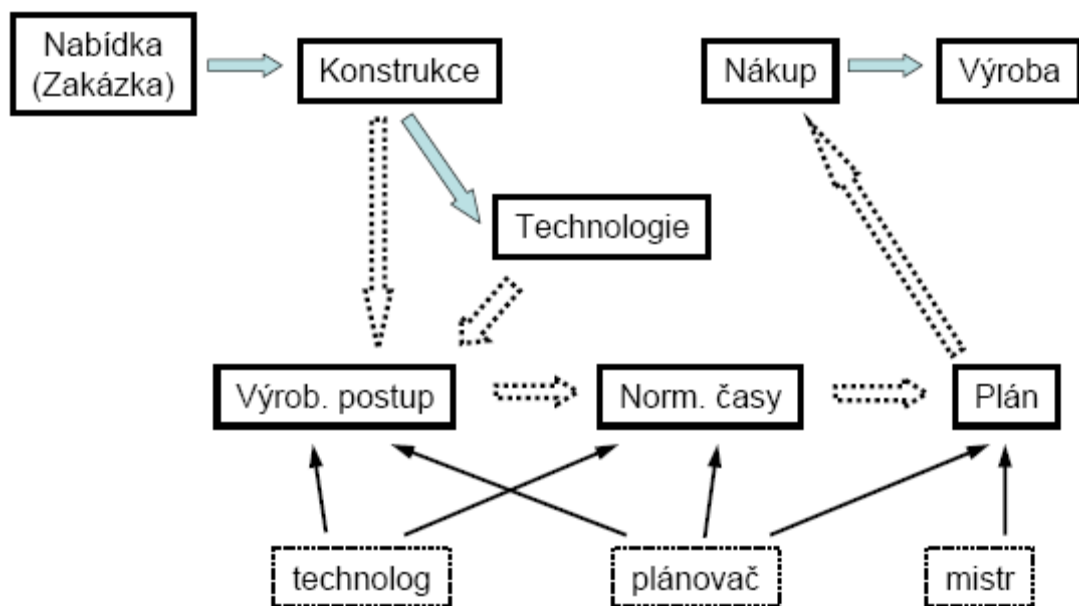 Nabídka
(Zakázka)
Konstrukce
Nákup
Výroba
Technologie
Výrob. postup
Norm. časy
Plán
technolog
plánovač
mistr